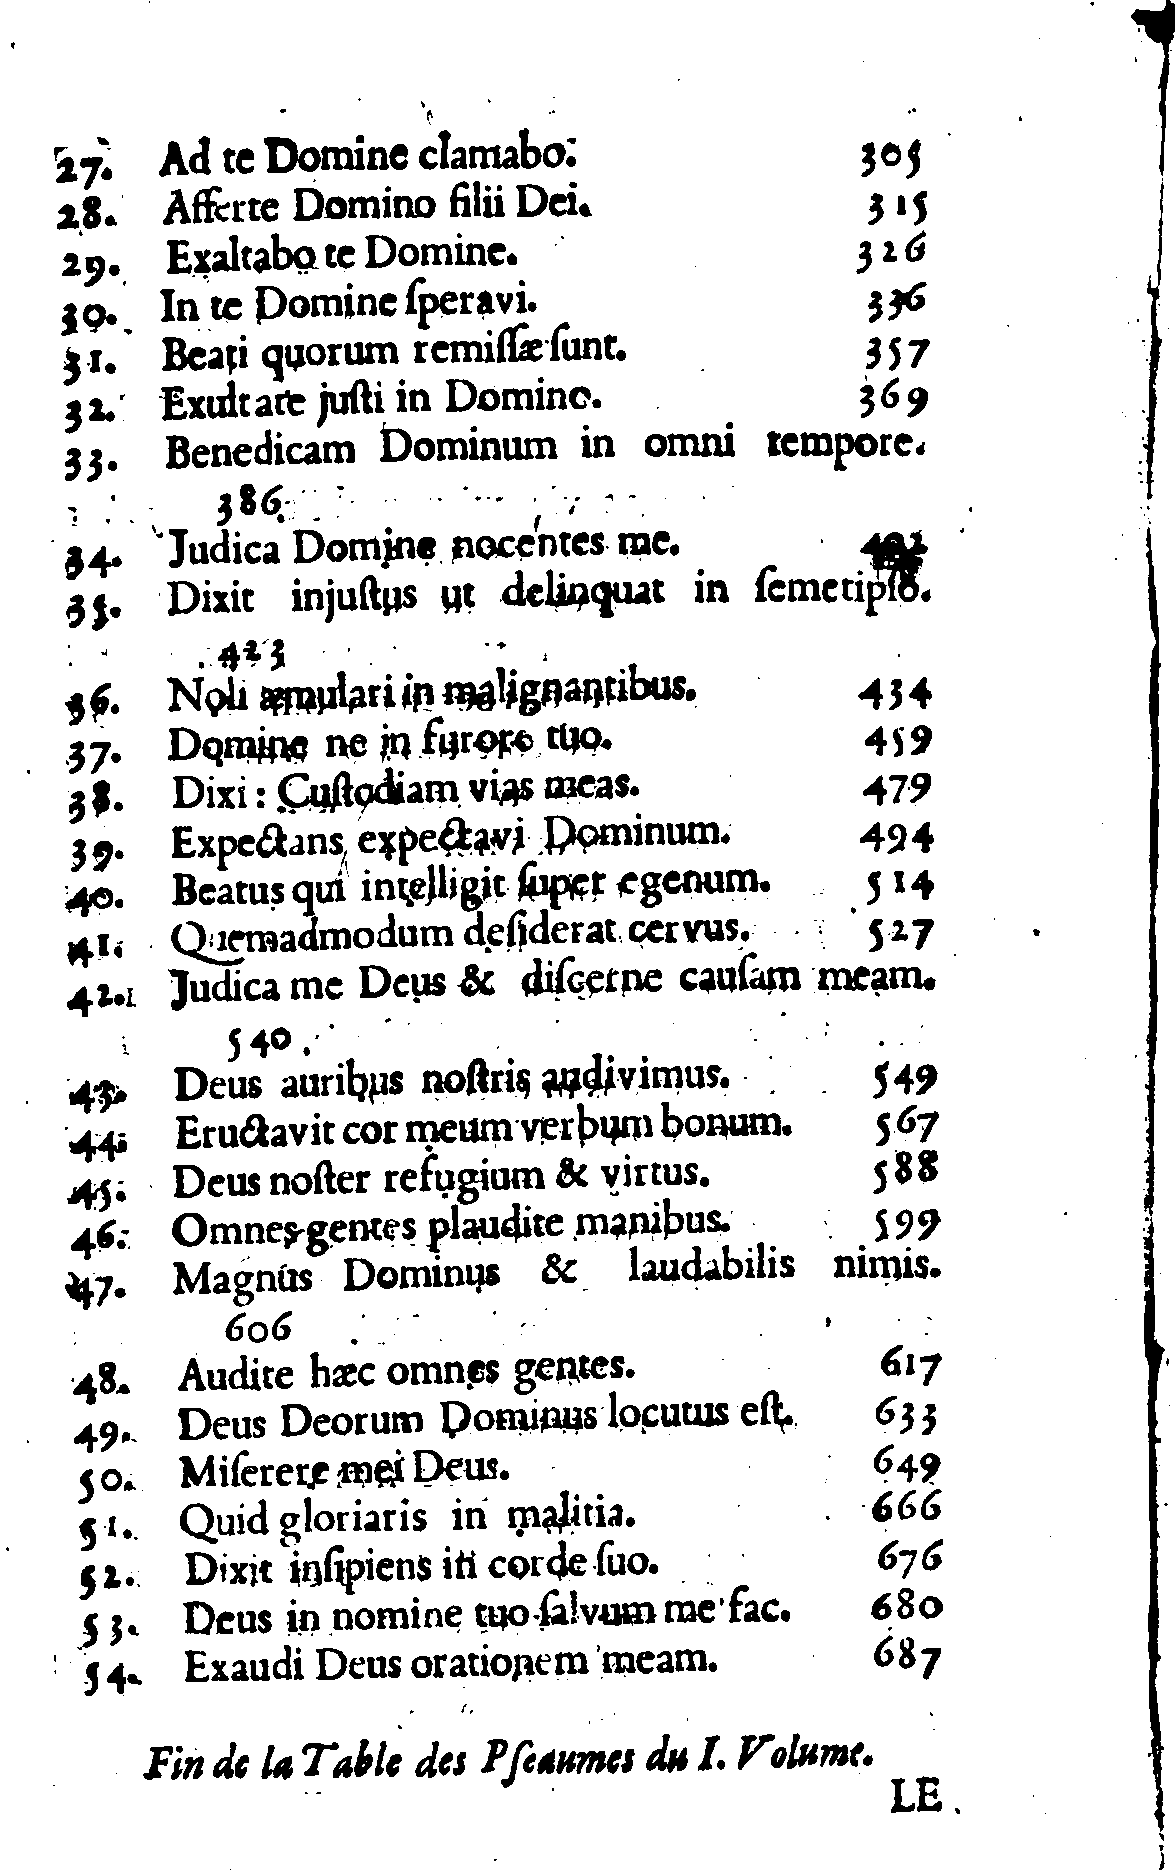 27. Ad te Domine clamabo. 305
28. Afferte Domino filii Dei. 315
29. Exaltabo te Domine. 326
30. In te Domine ſperavi. 336
31. Beati quorum remiſſæ ſunt. 357
32. Exultate juſti in Domino. 369
33. Benedicam Dominum in omni tempore.
386.
34. Judica Domine nocentes me.
35. Dixit injuſtus ut delinquat in ſemetipſo.
423
36. Noli æmulari in malignantibus. 434
37. Domine ne in furore tuo. 459
38. Dixi : Cuſtodiam vias meas. 479
39. Expectans expectavi Dominum. 494
40. Beatus qui intelligit ſuper egenum. 514
41. Quemadmodum deſiderat cervus. 527
42. Judica me Deus & diſcerne cauſam meam.
540.
43. Deus auribus noſtris audivimus. 549
44. Eructavit cor meum verbum bonum. 567
45. Deus noſter refugium & virtus. 588
46. Omnes gentes plaudite manibus. 599
47. Magnus Dominus & laudabilis nimis.
606
48. Audite hæc omnes gentes. 617
49. Deus Deorum Dominus locutus eſt. 633
50. Miſerere mei Deus. 649
51. Quid gloriaris in malitia. 666
52. Dixit inſipiens in corde ſuo. 676
53. Deus in nomine tuo ſalvum me fac. 680
54. Exaudi Deus orationem meam. 687
Fin de la Table des Pſeaumes du I. Volume.
LE